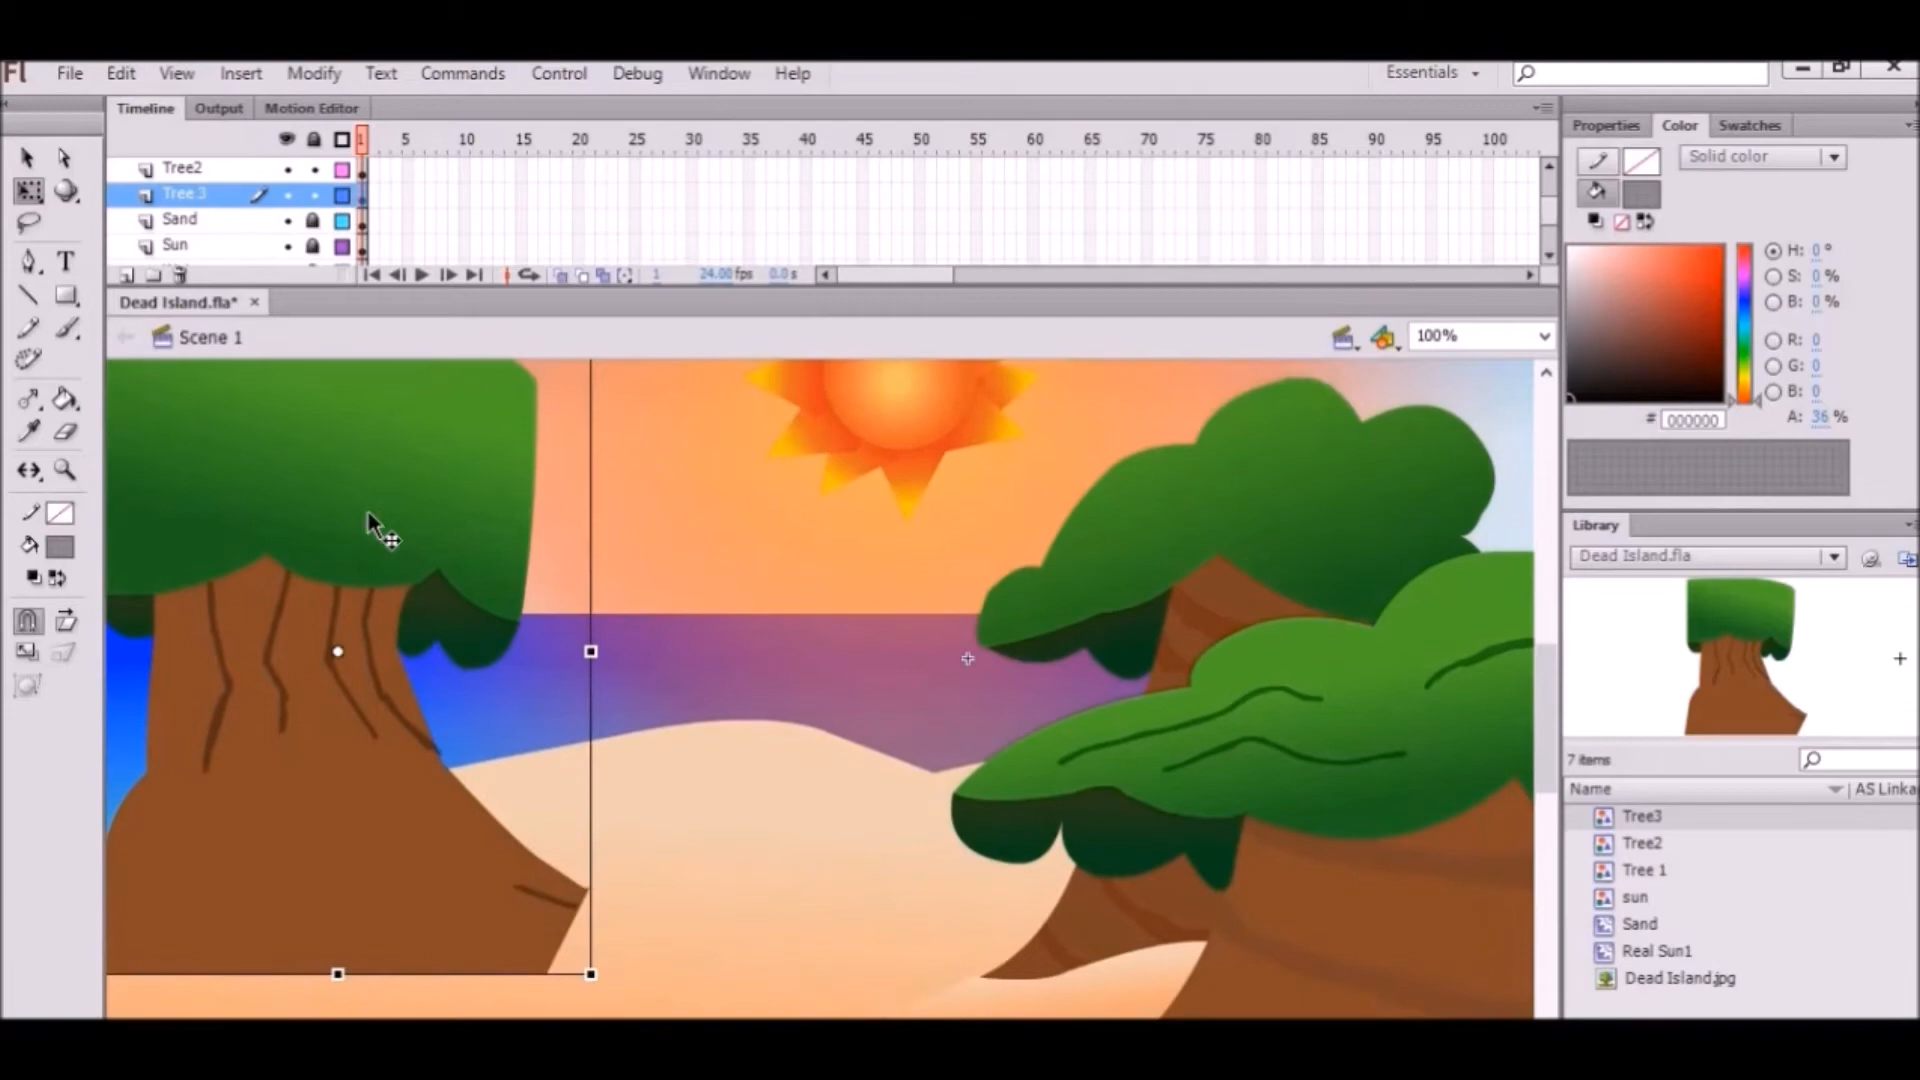 Fl File Edit View Insert Modify Text Commands Control Debug Window Help Essentials
Timeline Output Motion Editor
1 5 10 15 20 25 30 35 40 45 50 55 60 65 70 75 80 85 90 95 100
Tree2
Tree 3
Sand
Sun
1 24.00 fps 0.0 s
Dead Island.fla*
Scene 1
100%
Properties Color Swatches
Solid color
H: 0 °
S: 0 %
B: 0 %
R: 0
G: 0
B: 0
# 000000 A: 36 %
Library
Dead Island.fla
7 items
Name AS Linka
Tree3
Tree2
Tree 1
sun
Sand
Real Sun1
Dead Island.jpg
T